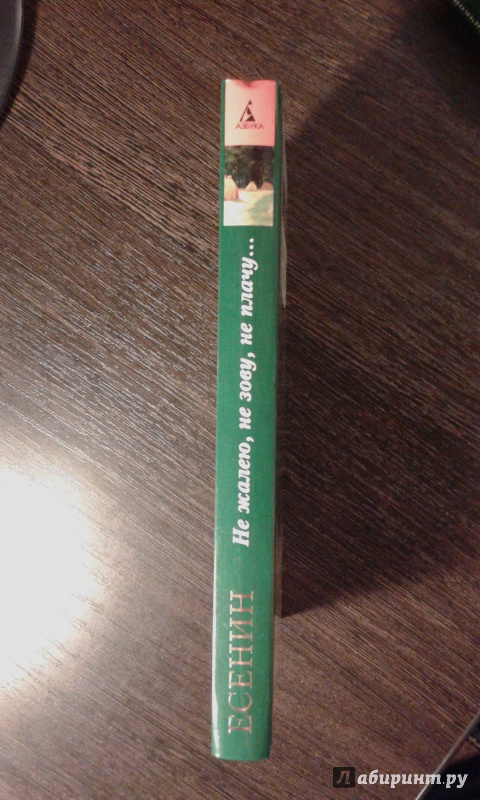 АЗБУКА
ЕСЕНИН
Не жалею, не зову, не плачу...
Лабиринт.ру